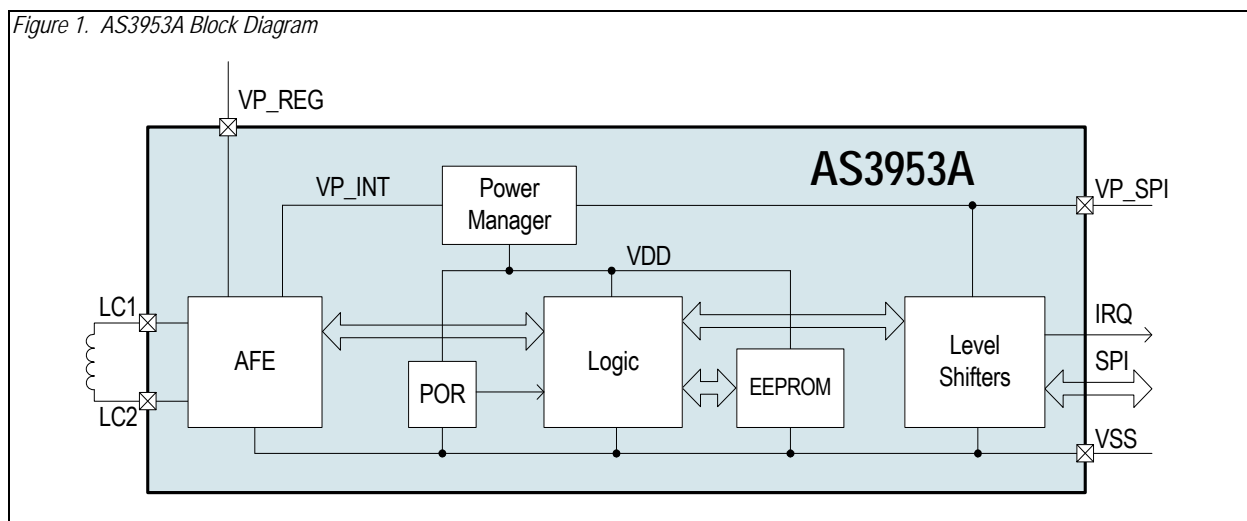 Figure 1. AS3953A Block Diagram
VP_REG
AS3953A
VP_INT
Power
Manager
VP_SPI
VDD
LC1
LC2
AFE
POR
Logic
EEPROM
Level
Shifters
IRQ
SPI
VSS